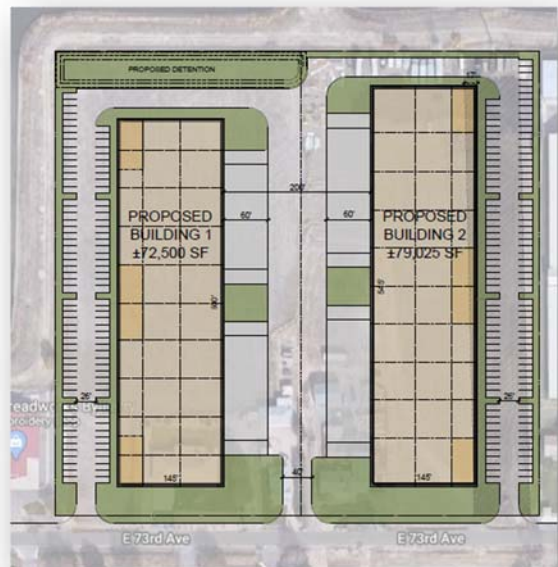 PROPOSED DETENTION
200'
60'
60'
PROPOSED
BUILDING 1
±72,500 SF
PROPOSED
BUILDING 2
±79,025 SF
545'
26'
26'
145'
145'
E 73rd Ave
E 73rd Ave